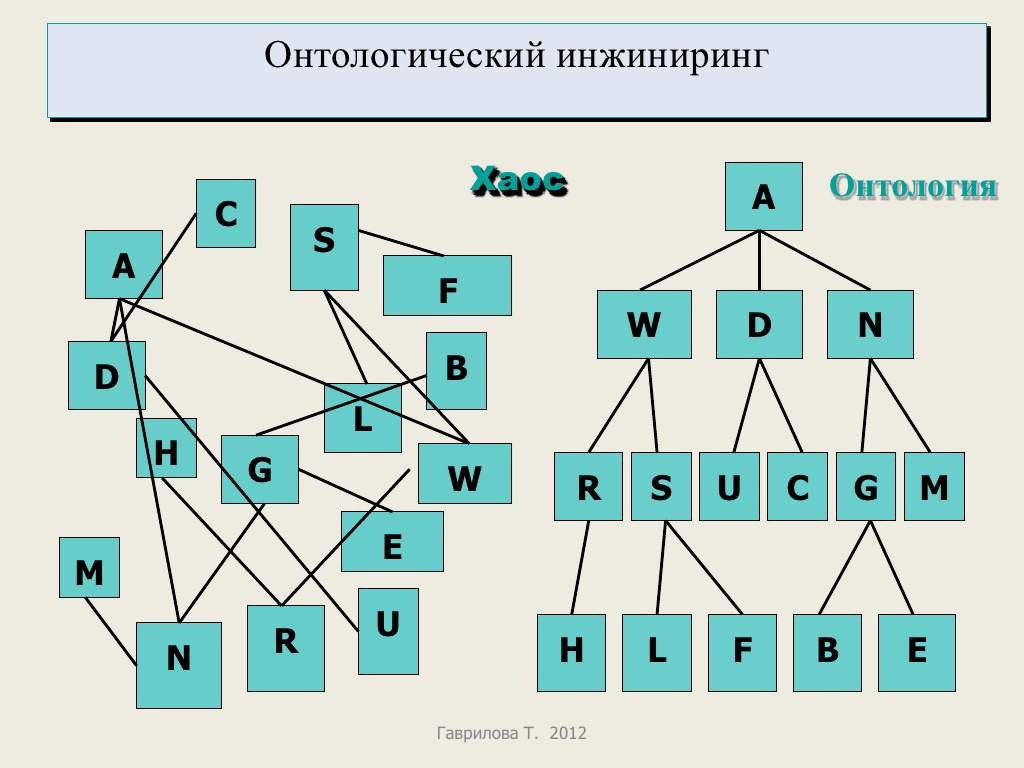 Онтологический инжиниринг
Хаос
Онтология
A
C
S
A
F
W
D
N
B
D
L
H
G
W
R
S
U
C
G
M
E
M
U
R
N
H
L
F
B
E
Гаврилова Т. 2012